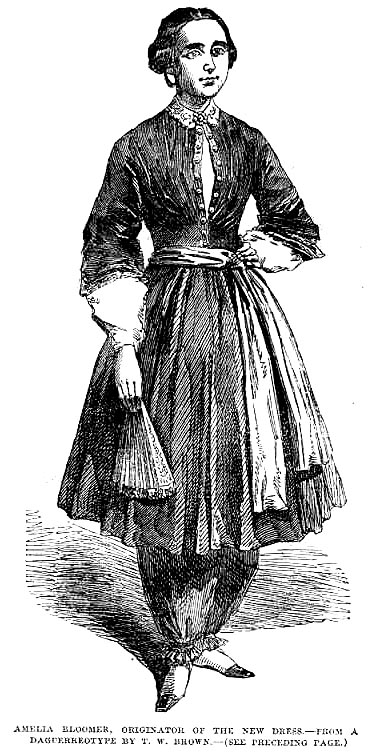 AMELIA BLOOMER, ORIGINATOR OF THE NEW DRESS.—FROM A
DAGUERREOTYPE BY T. W. BROWN.—(SEE PRECEDING PAGE.)